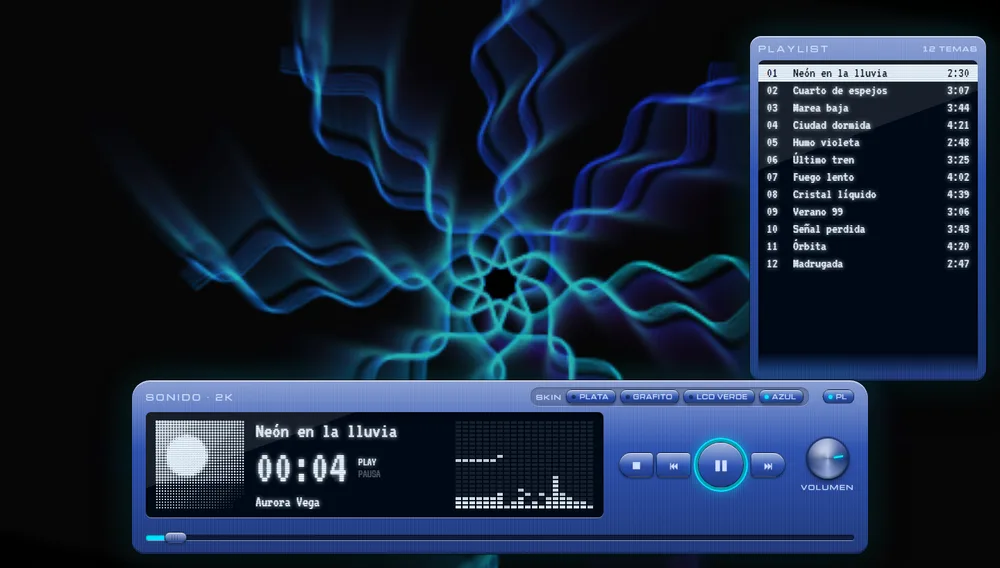 PLAYLIST 12 TEMAS
01 Neón en la lluvia 2:30
02 Cuarto de espejos 3:07
03 Marea baja 3:44
04 Ciudad dormida 4:21
05 Humo violeta 2:48
06 Último tren 3:25
07 Fuego lento 4:02
08 Cristal líquido 4:39
09 Verano 99 3:06
10 Señal perdida 3:43
11 Órbita 4:20
12 Madrugada 2:47
SONIDO · 2K
SKIN PLATA GRAFITO LCD VERDE AZUL PL
Neón en la lluvia
00:04 PLAY
PAUSA
Aurora Vega
VOLUMEN